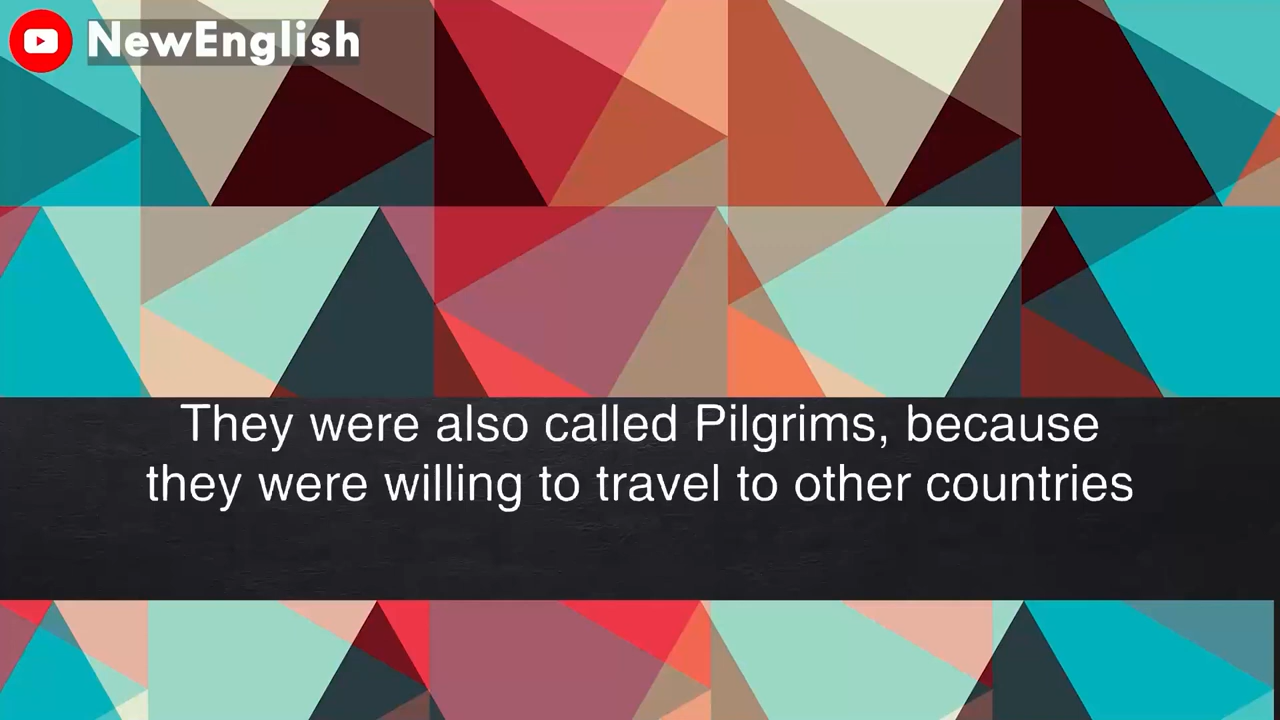 NewEnglish
They were also called Pilgrims, because
they were willing to travel to other countries